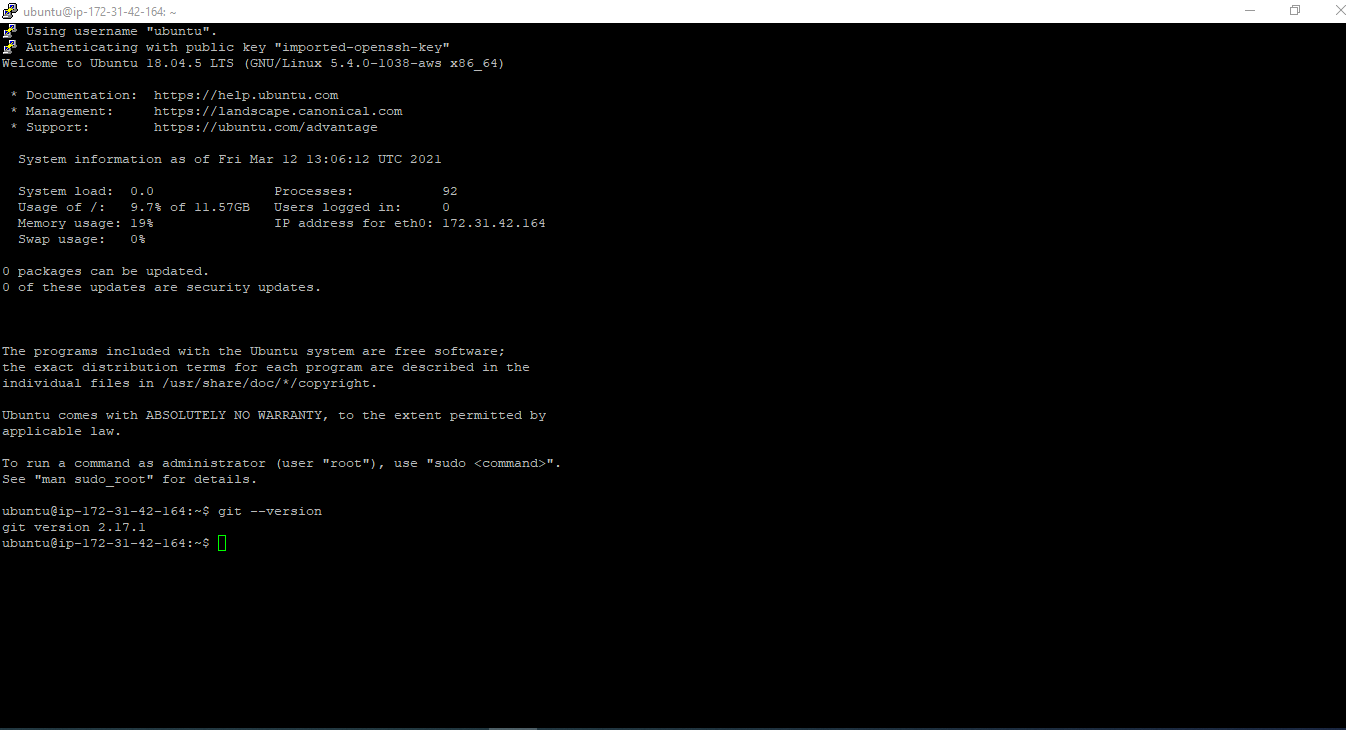 ubuntu@ip-172-31-42-164: ~
Using username "ubuntu".
Authenticating with public key "imported-openssh-key"
Welcome to Ubuntu 18.04.5 LTS (GNU/Linux 5.4.0-1038-aws x86_64)
* Documentation:  https://help.ubuntu.com
* Management:     https://landscape.canonical.com
* Support:        https://ubuntu.com/advantage
System information as of Fri Mar 12 13:06:12 UTC 2021
System load:  0.0               Processes:           92
Usage of /:   9.7% of 11.57GB   Users logged in:     0
Memory usage: 19%               IP address for eth0: 172.31.42.164
Swap usage:   0%
0 packages can be updated.
0 of these updates are security updates.
The programs included with the Ubuntu system are free software;
the exact distribution terms for each program are described in the
individual files in /usr/share/doc/*/copyright.
Ubuntu comes with ABSOLUTELY NO WARRANTY, to the extent permitted by
applicable law.
To run a command as administrator (user "root"), use "sudo <command>".
See "man sudo_root" for details.
ubuntu@ip-172-31-42-164:~$ git --version
git version 2.17.1
ubuntu@ip-172-31-42-164:~$